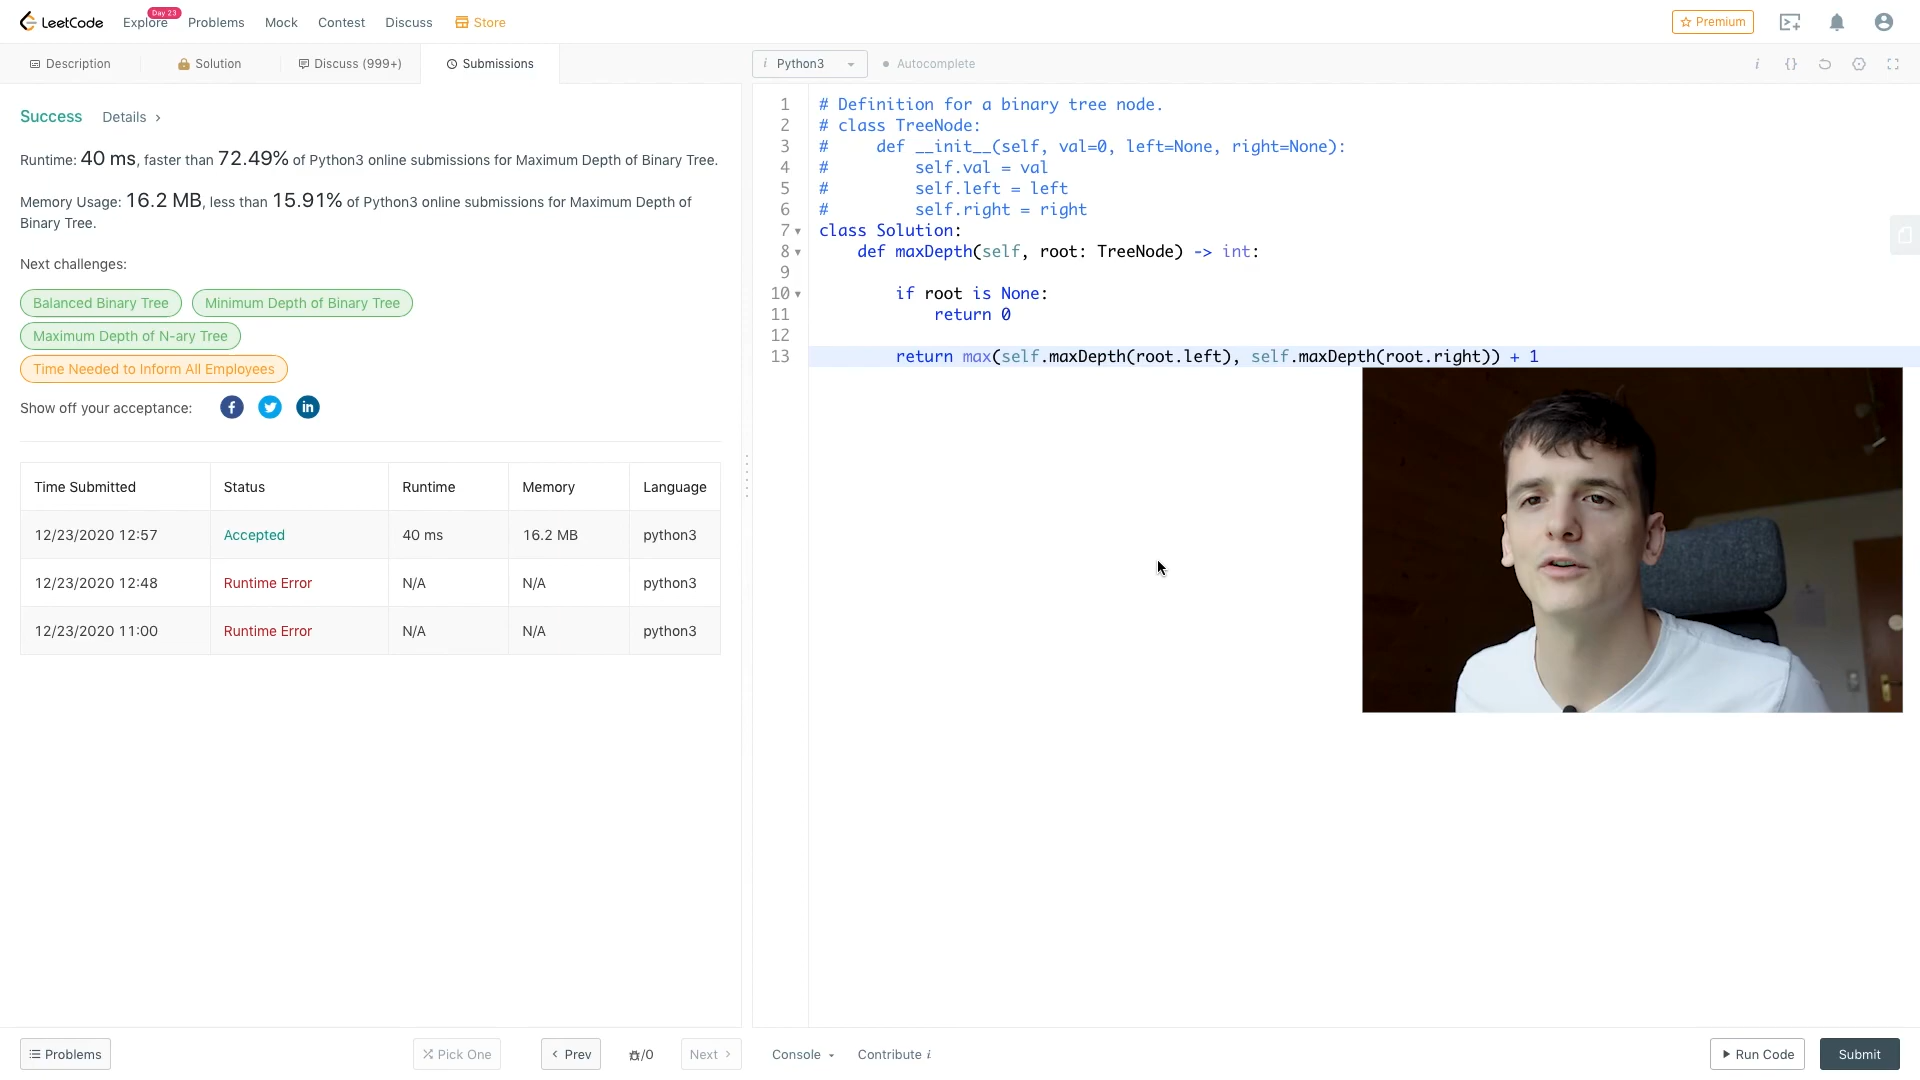 LeetCode
Explore
Day 23
Problems
Mock
Contest
Discuss
Store
Premium
Description
Solution
Discuss (999+)
Submissions
i Python3
Autocomplete
i
{}
Success
Details >
Runtime: 40 ms, faster than 72.49% of Python3 online submissions for Maximum Depth of Binary Tree.
Memory Usage: 16.2 MB, less than 15.91% of Python3 online submissions for Maximum Depth of
Binary Tree.
Next challenges:
Balanced Binary Tree
Minimum Depth of Binary Tree
Maximum Depth of N-ary Tree
Time Needed to Inform All Employees
Show off your acceptance:
f
in
Time Submitted Status Runtime Memory Language
12/23/2020 12:57 Accepted 40 ms 16.2 MB python3
12/23/2020 12:48 Runtime Error N/A N/A python3
12/23/2020 11:00 Runtime Error N/A N/A python3
1 # Definition for a binary tree node.
2 # class TreeNode:
3 #     def __init__(self, val=0, left=None, right=None):
4 #         self.val = val
5 #         self.left = left
6 #         self.right = right
7 class Solution:
8     def maxDepth(self, root: TreeNode) -> int:
9
10         if root is None:
11             return 0
12
13         return max(self.maxDepth(root.left), self.maxDepth(root.right)) + 1
Problems
Pick One
< Prev
/0
Next >
Console
Contribute i
Run Code
Submit